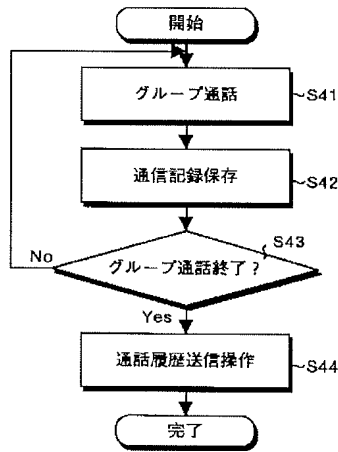 開始
グループ通話
S41
通信記録保存
S42
S43
グループ通話終了?
No
Yes
通話履歴送信操作
S44
完了